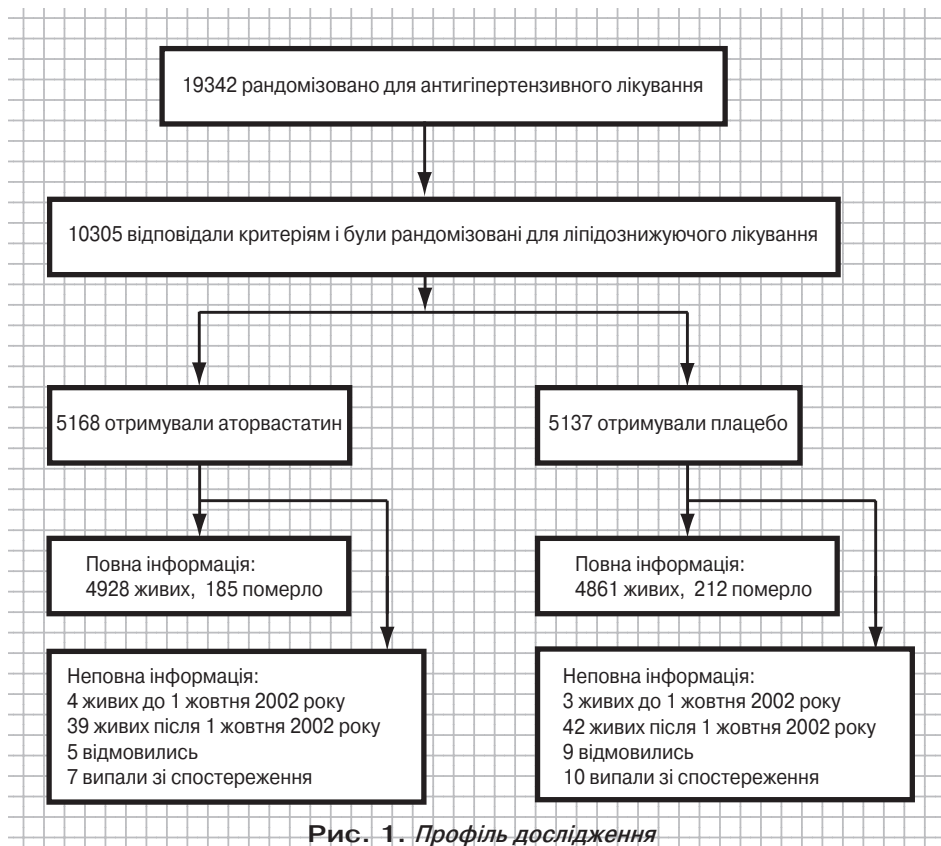 19342 рандомізовано для антигіпертензивного лікування
10305 відповідали критеріям і були рандомізовані для ліпідознижуючого лікування
5168 отримували аторвастатин
5137 отримували плацебо
Повна інформація:
4928 живих, 185 померло
Повна інформація:
4861 живих, 212 померло
Неповна інформація:
4 живих до 1 жовтня 2002 року
39 живих після 1 жовтня 2002 року
5 відмовились
7 випали зі спостереження
Неповна інформація:
3 живих до 1 жовтня 2002 року
42 живих після 1 жовтня 2002 року
9 відмовились
10 випали зі спостереження
Рис. 1. Профіль дослідження